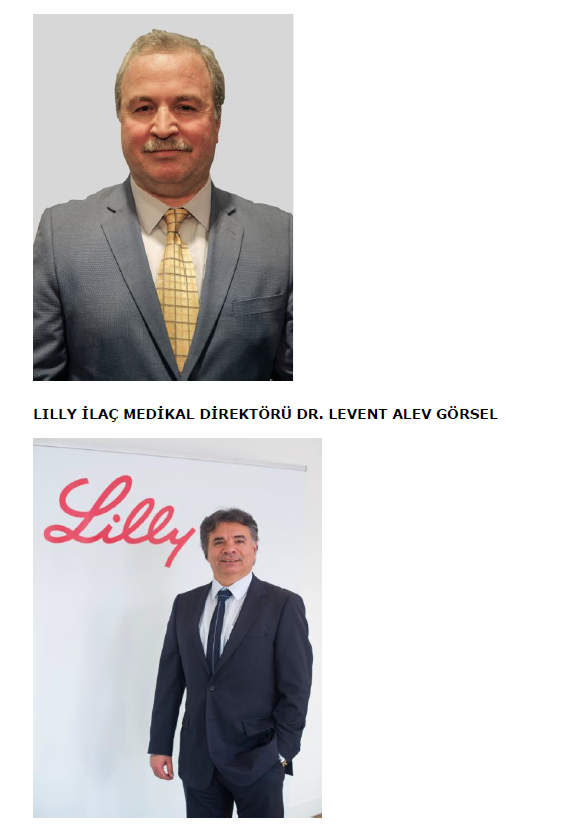 LILLY İLAÇ MEDİKAL DİREKTÖRÜ DR. LEVENT ALEV GÖRSEL
Lilly